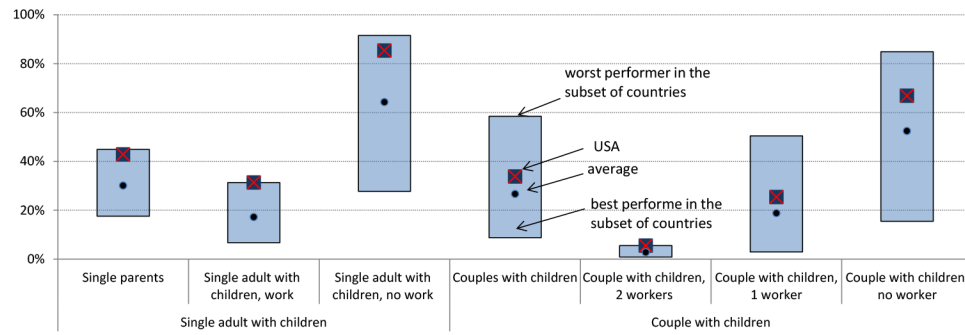 100%
80%
60%
40%
20%
0%
worst performer in the
subset of countries
USA
average
best performe in the
subset of countries
Single parents
Single adult with
children, work
Single adult with
children, no work
Couples with children
Couple with children,
2 workers
Couple with children,
1 worker
Couple with children
no worker
Single adult with children
Couple with children